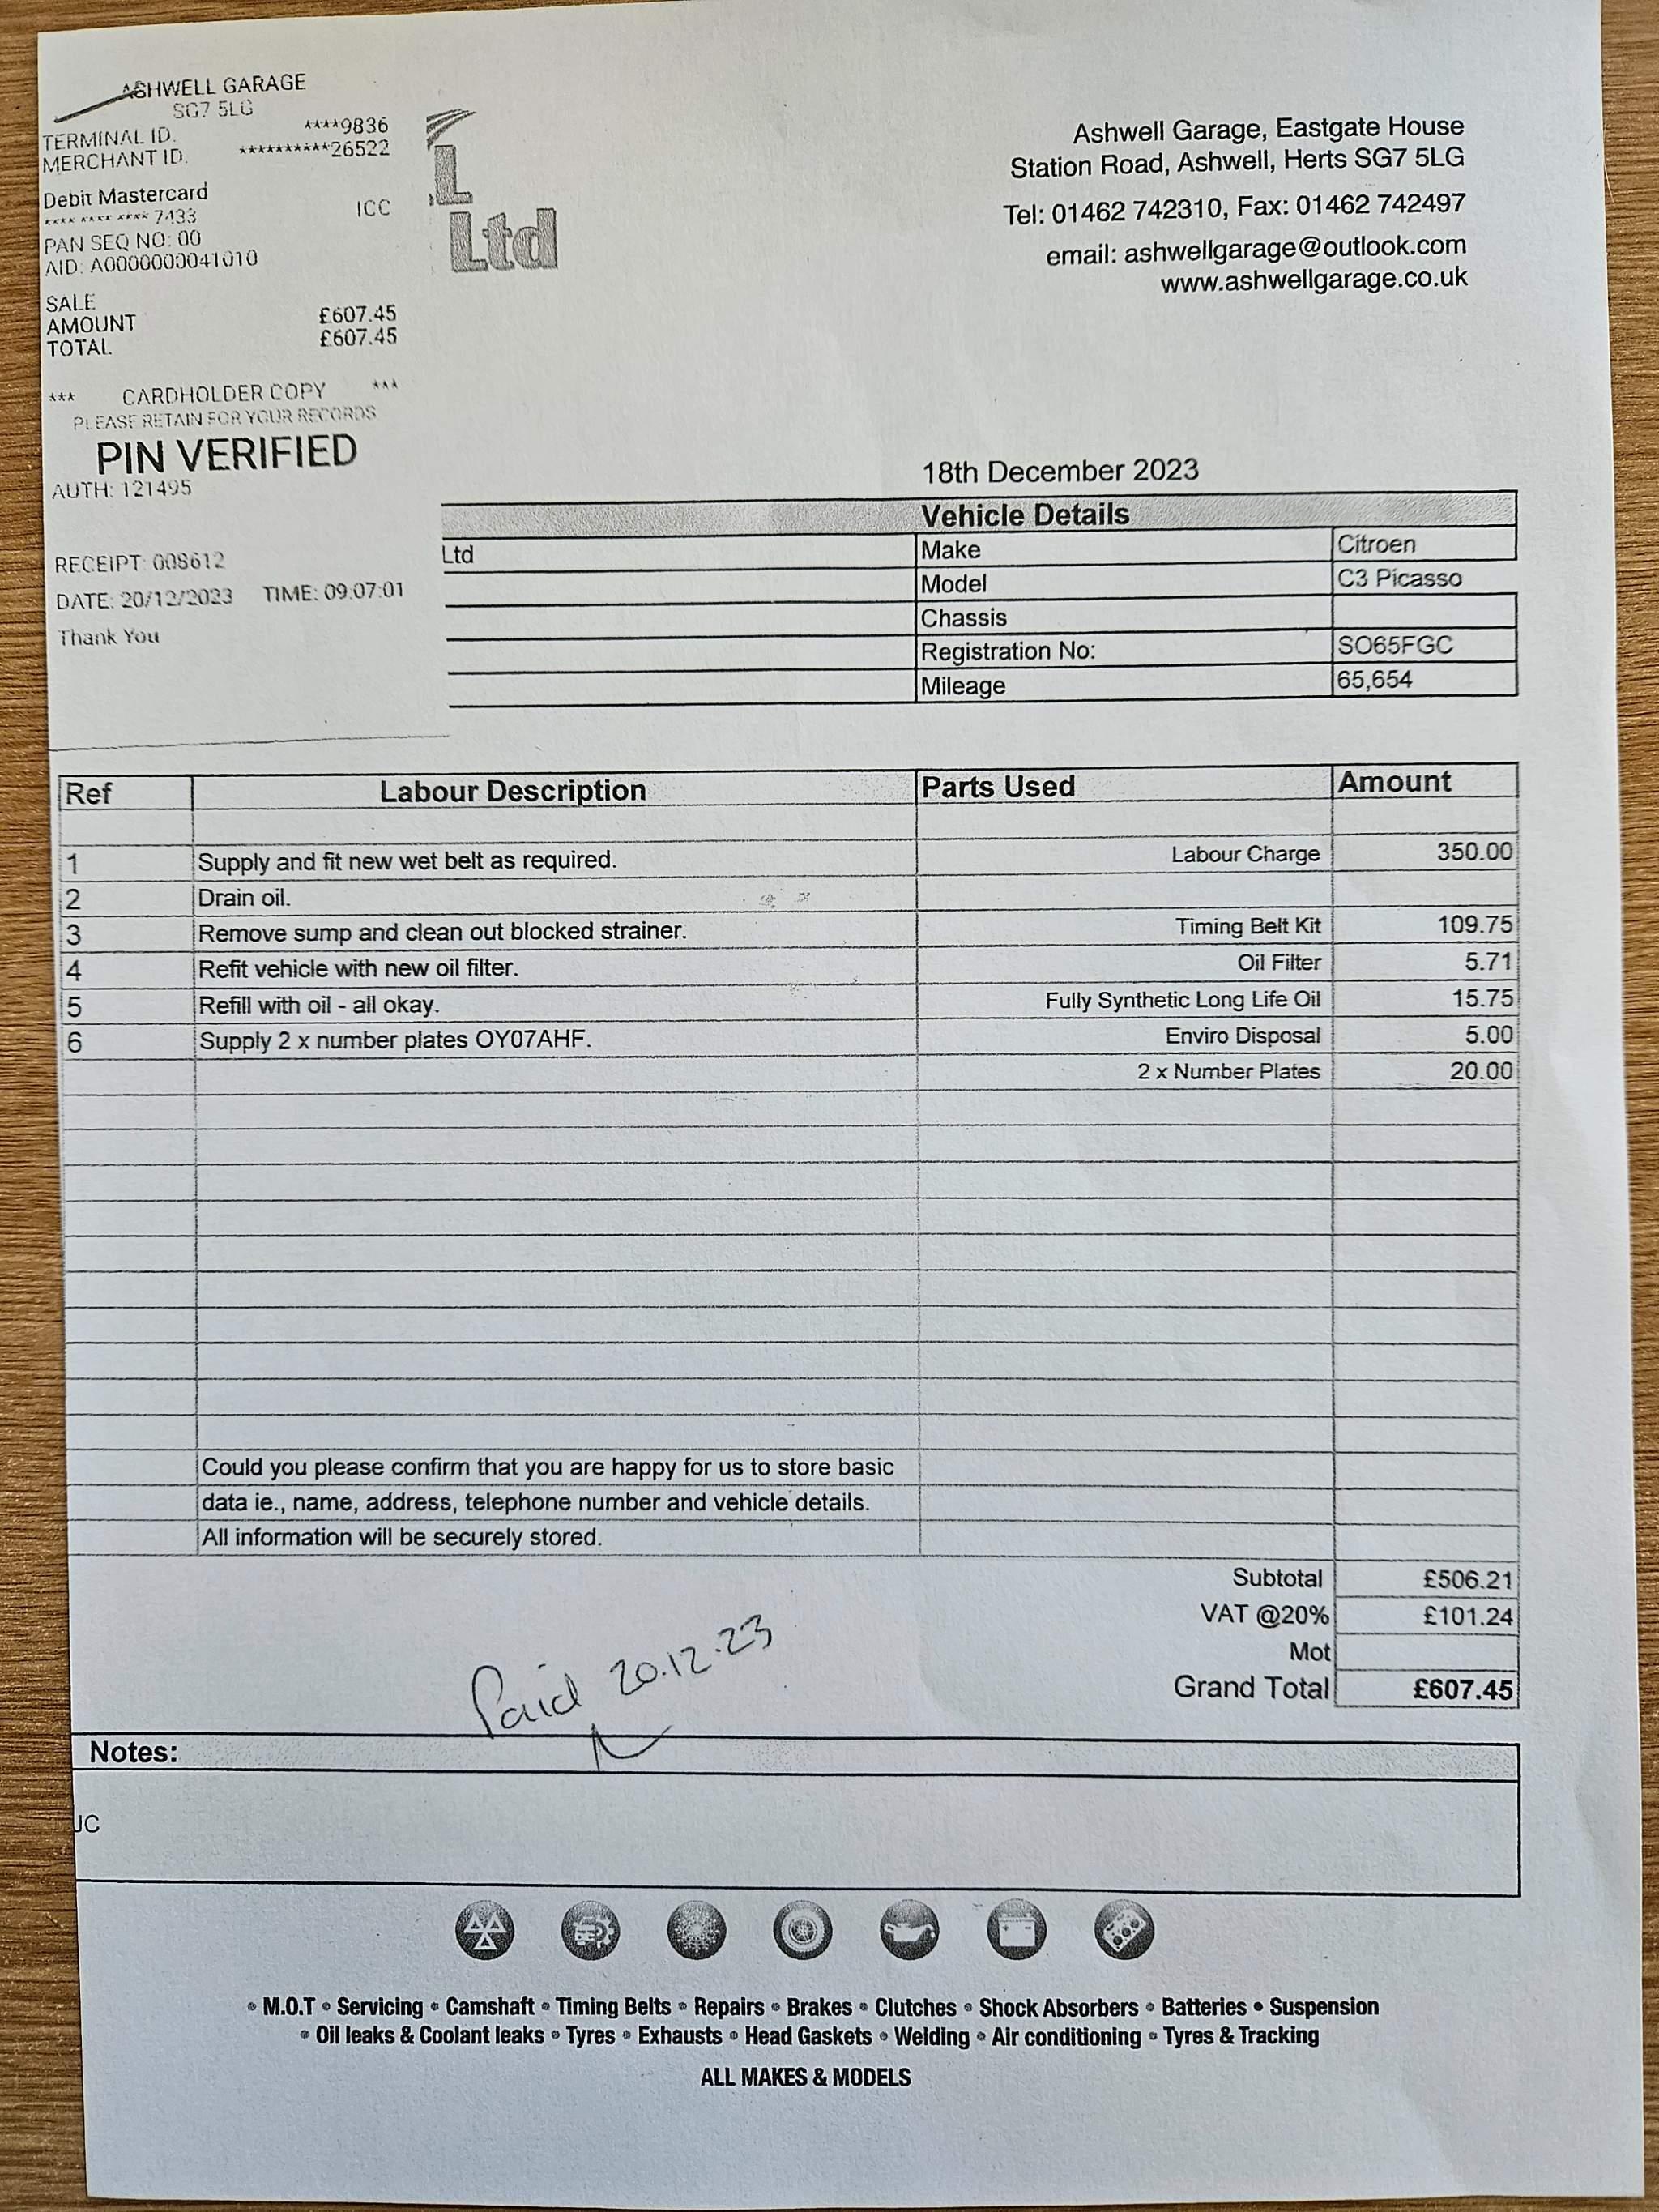 ASHWELL GARAGE
SG7 5LG
TERMINAL ID. ****9836
MERCHANT ID. **********26522
Debit Mastercard
**** **** **** 7433 ICC
PAN SEQ NO: 00
AID: A0000000041010
SALE
AMOUNT £607.45
TOTAL £607.45
*** CARDHOLDER COPY ***
PLEASE RETAIN FOR YOUR RECORDS
PIN VERIFIED
AUTH: 121495
RECEIPT: 008612
DATE: 20/12/2023 TIME: 09:07:01
Thank You
L
Ltd
Ashwell Garage, Eastgate House
Station Road, Ashwell, Herts SG7 5LG
Tel: 01462 742310, Fax: 01462 742497
email: ashwellgarage@outlook.com
www.ashwellgarage.co.uk
18th December 2023
Vehicle Details
Ltd Make Citroen
Model C3 Picasso
Chassis
Registration No: SO65FGC
Mileage 65,654
Ref Labour Description Parts Used Amount
1 Supply and fit new wet belt as required. Labour Charge 350.00
2 Drain oil.
3 Remove sump and clean out blocked strainer. Timing Belt Kit 109.75
4 Refit vehicle with new oil filter. Oil Filter 5.71
5 Refill with oil - all okay. Fully Synthetic Long Life Oil 15.75
6 Supply 2 x number plates OY07AHF. Enviro Disposal 5.00
2 x Number Plates 20.00
Could you please confirm that you are happy for us to store basic
data ie., name, address, telephone number and vehicle details.
All information will be securely stored.
Subtotal £506.21
VAT @20% £101.24
Mot
Grand Total £607.45
Paid 20.12.23
Notes:
JC
• M.O.T • Servicing • Camshaft • Timing Belts • Repairs • Brakes • Clutches • Shock Absorbers • Batteries • Suspension
• Oil leaks & Coolant leaks • Tyres • Exhausts • Head Gaskets • Welding • Air conditioning • Tyres & Tracking
ALL MAKES & MODELS